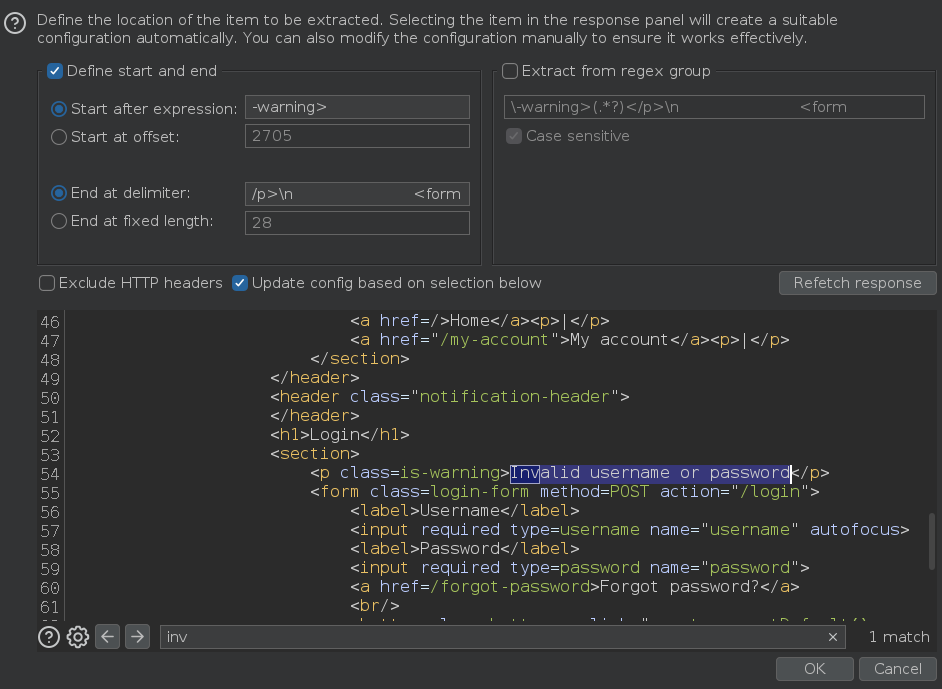 Define the location of the item to be extracted. Selecting the item in the response panel will create a suitable
configuration automatically. You can also modify the configuration manually to ensure it works effectively.
Define start and end
Start after expression: -warning>
Start at offset: 2705
End at delimiter: /p>\n <form
End at fixed length: 28
Extract from regex group
\-warning>(.*?)</p>\n <form
Case sensitive
Exclude HTTP headers Update config based on selection below Refetch response
46 <a href=/>Home</a><p>|</p>
47 <a href="/my-account">My account</a><p>|</p>
48 </section>
49 </header>
50 <header class="notification-header">
51 </header>
52 <h1>Login</h1>
53 <section>
54 <p class=is-warning>Invalid username or password</p>
55 <form class=login-form method=POST action="/login">
56 <label>Username</label>
57 <input required type=username name="username" autofocus>
58 <label>Password</label>
59 <input required type=password name="password">
60 <a href=/forgot-password>Forgot password?</a>
61 <br/>
inv 1 match
OK Cancel